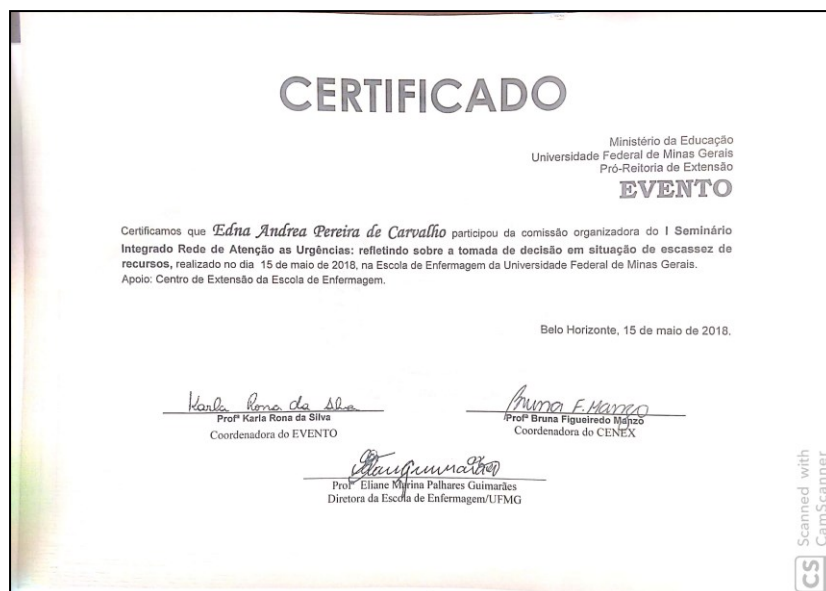 CERTIFICADO
Ministério da Educação
Universidade Federal de Minas Gerais
Pró-Reitoria de Extensão
EVENTO
Certificamos que Edna Andrea Pereira de Carvalho participou da comissão organizadora do I Seminário
Integrado Rede de Atenção as Urgências: refletindo sobre a tomada de decisão em situação de escassez de
recursos, realizado no dia 15 de maio de 2018, na Escola de Enfermagem da Universidade Federal de Minas Gerais.
Apoio: Centro de Extensão da Escola de Enfermagem.
Belo Horizonte, 15 de maio de 2018.
Karla Rona da Silva
Profª Karla Rona da Silva
Coordenadora do EVENTO
Bruna F. Manzo
Profª Bruna Figueiredo Manzo
Coordenadora do CENEX
Profª Eliane Marina Palhares Guimarães
Diretora da Escola de Enfermagem/UFMG
CS Scanned with
CamScanner